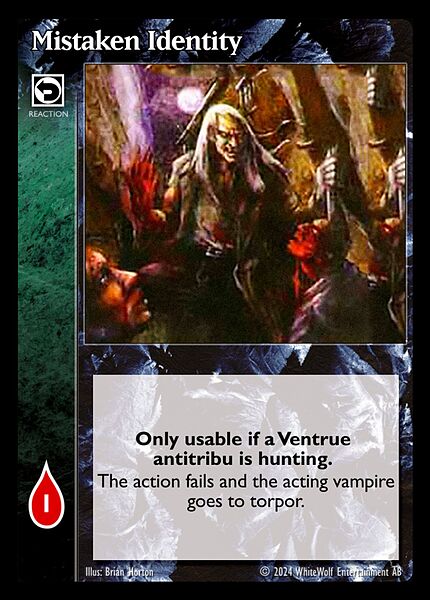 Mistaken Identity
REACTION
Only usable if a Ventrue
antitribu is hunting.
The action fails and the acting vampire
goes to torpor.
1
Illus: Brian Horton © 2024 WhiteWolf Entertainment AB